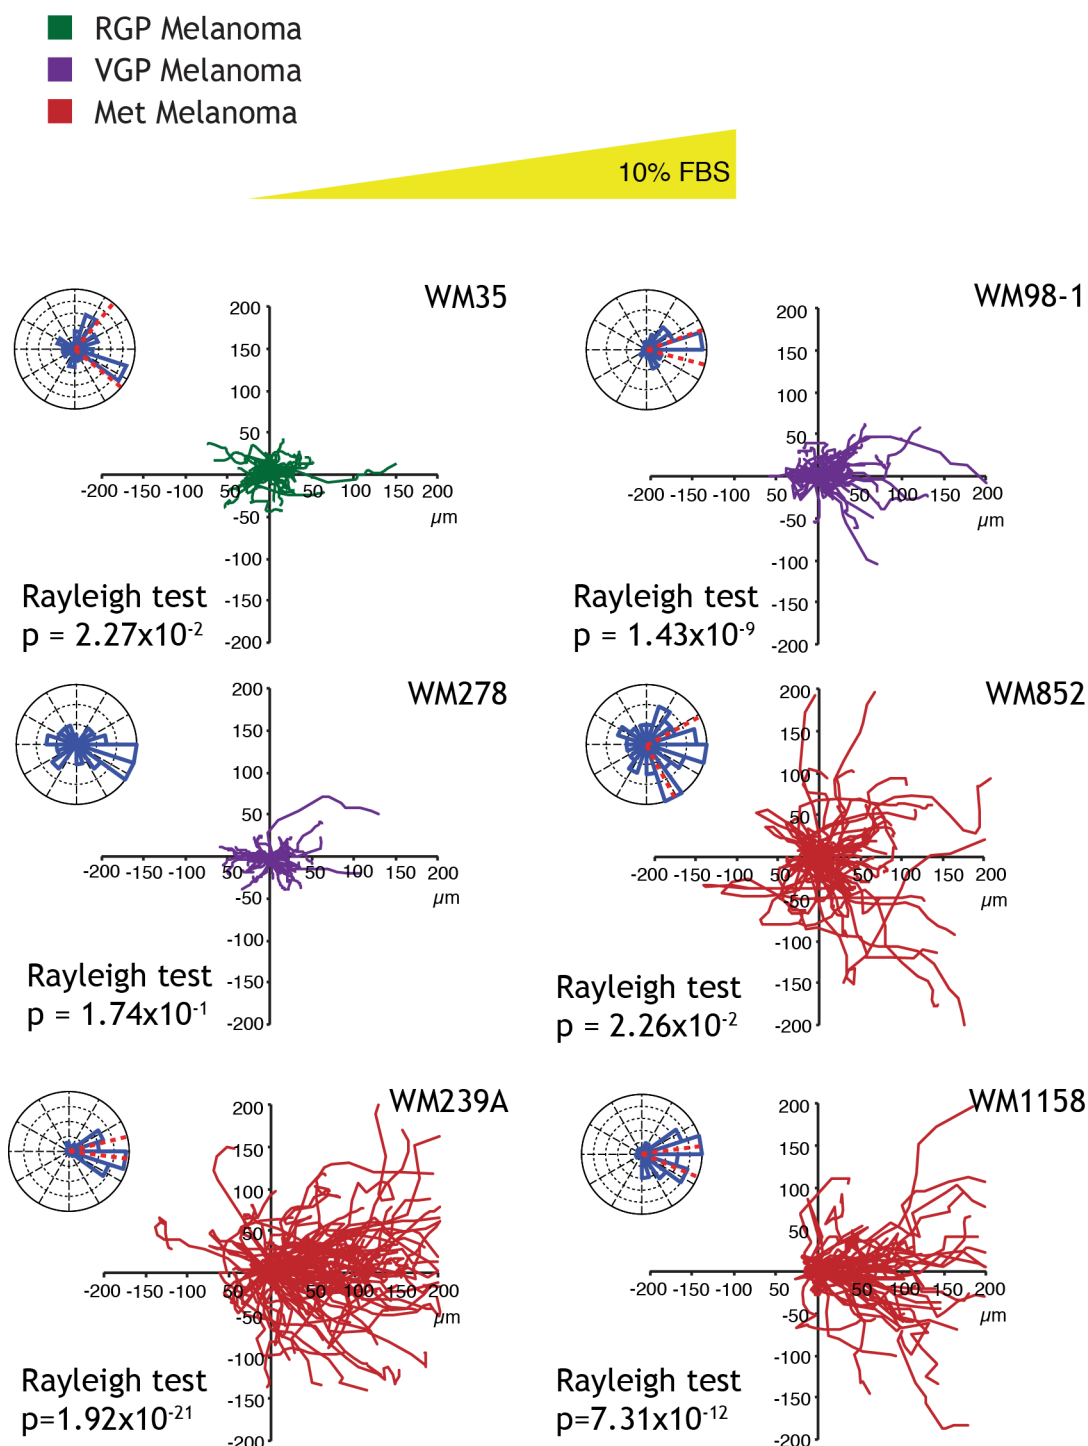 RGP Melanoma
VGP Melanoma
Met Melanoma
10% FBS
WM35
200
150
100
50
-200 -150 -100 50 50 100 150 200
µm
-50
-100
-150
-200
Rayleigh test
p = 2.27x10-2
WM98-1
200
150
100
50
-200 -150 -100 50 50 100 150 200
µm
-50
-100
-150
-200
Rayleigh test
p = 1.43x10-9
WM278
200
150
100
50
-200 -150 -100 50 50 100 150 200
µm
-50
-100
-150
-200
Rayleigh test
p = 1.74x10-1
WM852
200
150
100
50
-200 -150 -100 50 50 100 150 200
µm
-50
-100
-150
-200
Rayleigh test
p = 2.26x10-2
WM239A
200
150
100
50
-200 -150 -100 50 50 100 150 200
µm
-50
-100
-150
-200
Rayleigh test
p=1.92x10-21
WM1158
200
150
100
50
-200 -150 -100 50 50 100 150 200
µm
-50
-100
-150
-200
Rayleigh test
p=7.31x10-12